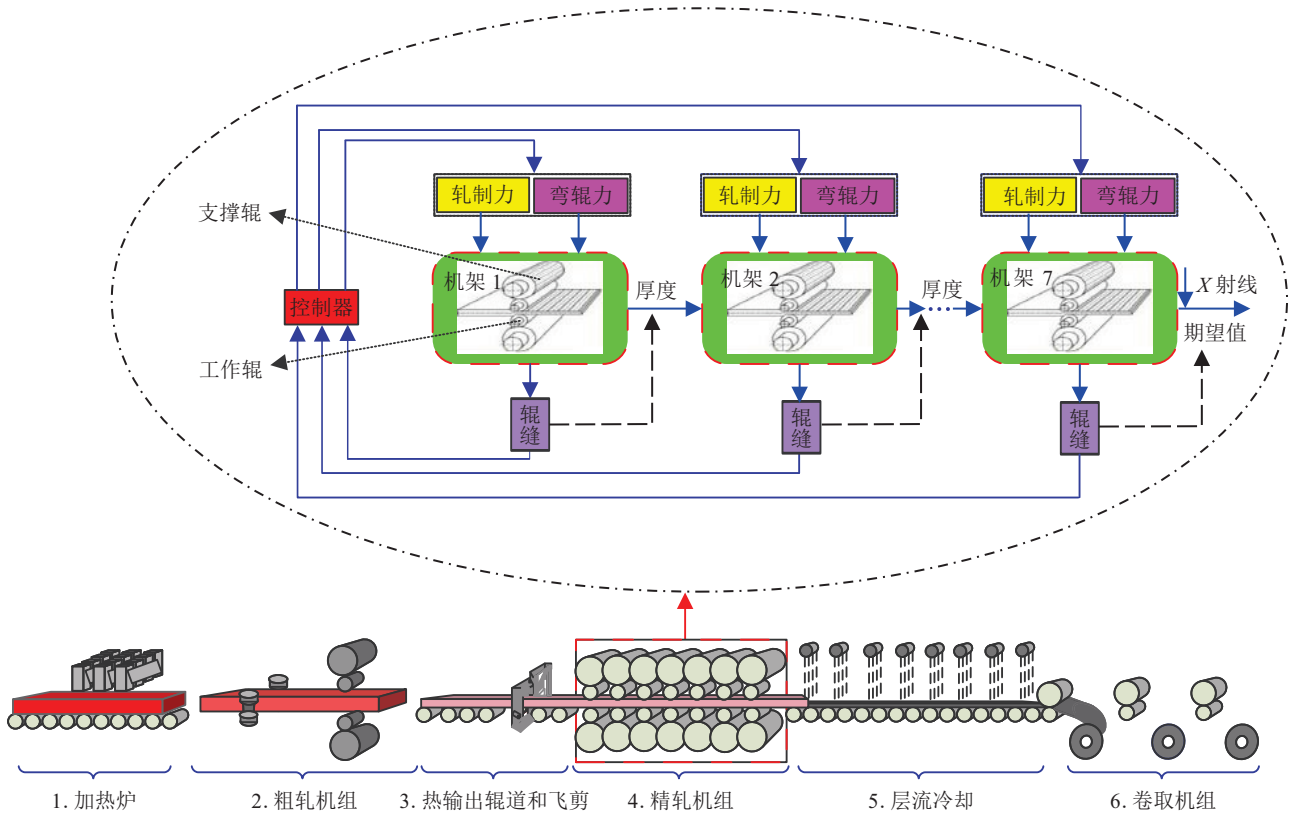 轧制力
弯辊力
轧制力
弯辊力
轧制力
弯辊力
支撑辊
机架 1
厚度
机架 2
厚度
机架 7
X 射线
控制器
期望值
工作辊
辊缝
辊缝
辊缝
1. 加热炉
2. 粗轧机组
3. 热输出辊道和飞剪
4. 精轧机组
5. 层流冷却
6. 卷取机组